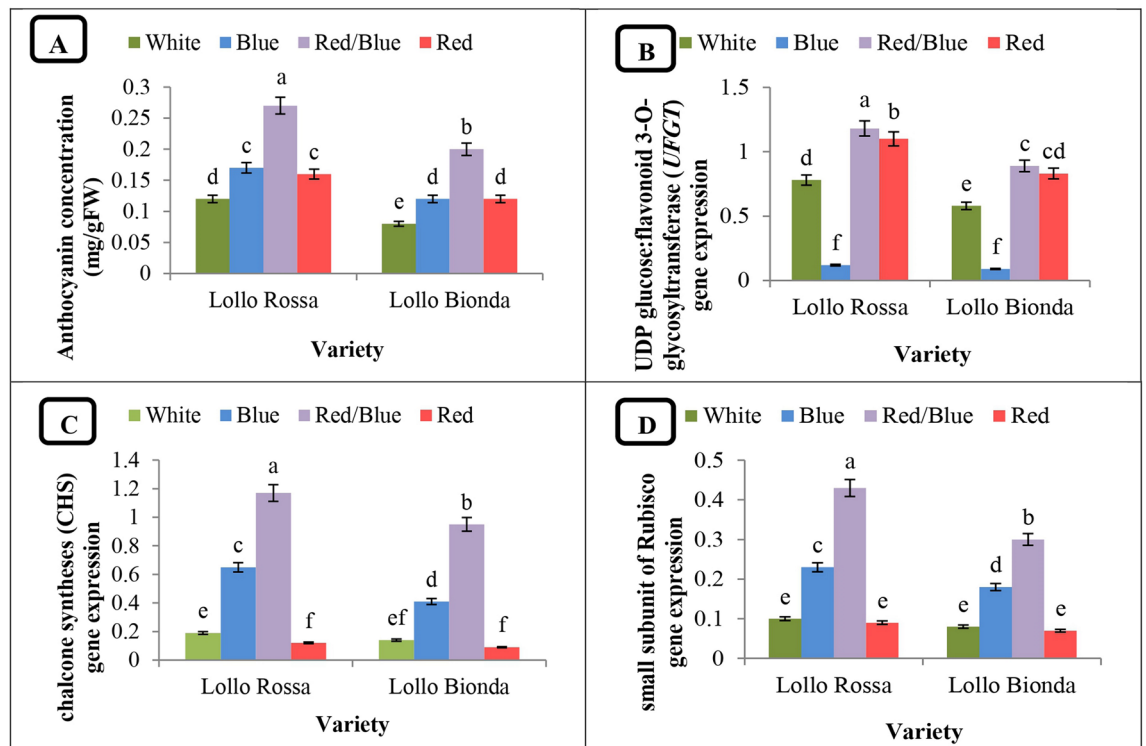 A
White Blue Red/Blue Red
Anthocyanin concentration
(mg/gFW)
0.3
0.25
0.2
0.15
0.1
0.05
0
d c a c e d b d
Lollo Rossa Lollo Bionda
Variety
B
White Blue Red/Blue Red
UDP glucose:flavonoid 3-O-
glycosyltransferase (UFGT)
gene expression
1.5
1
0.5
0
d f a b e f c cd
Lollo Rossa Lollo Bionda
Variety
C
White Blue Red/Blue Red
chalcone syntheses (CHS)
gene expression
1.4
1.2
1
0.8
0.6
0.4
0.2
0
e c a f ef d b f
Lollo Rossa Lollo Bionda
Variety
D
White Blue Red/Blue Red
small subunit of Rubisco
gene expression
0.5
0.4
0.3
0.2
0.1
0
e c a e e d b e
Lollo Rossa Lollo Bionda
Variety